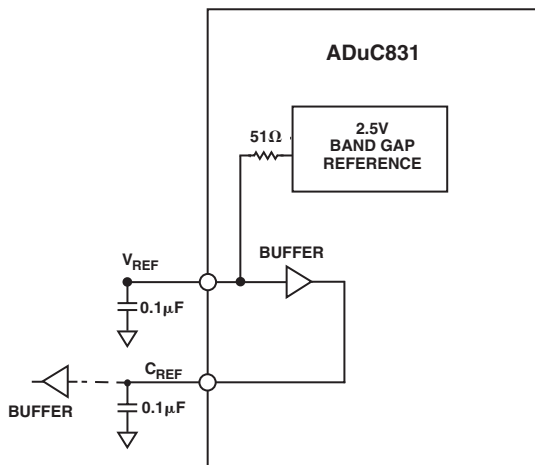 ADuC831
51Ω
2.5V
BAND GAP
REFERENCE
BUFFER
VREF
0.1μF
CREF
0.1μF
BUFFER